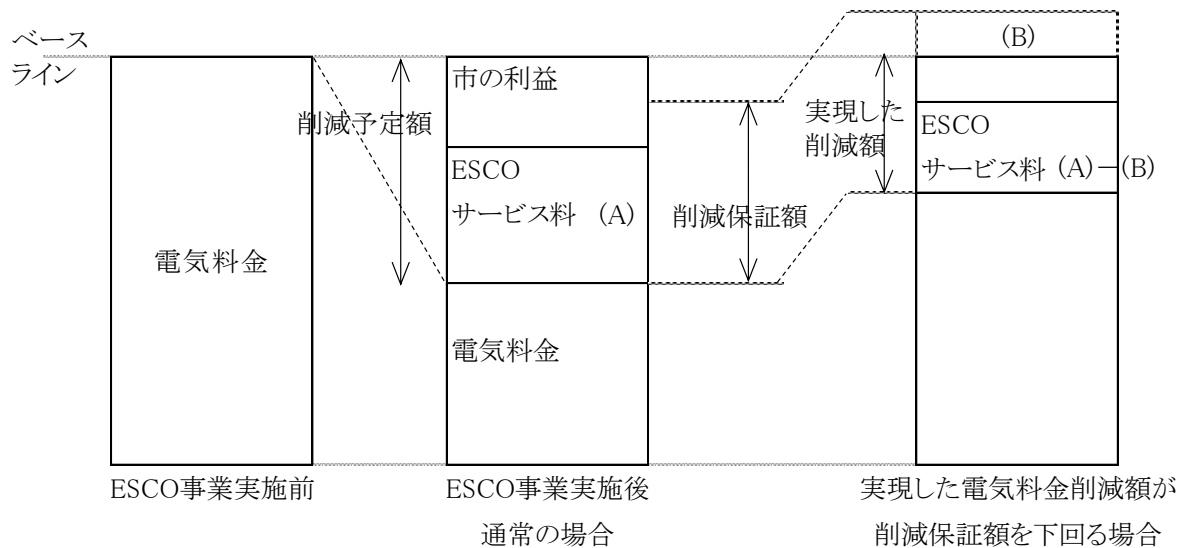 ベース
ライン
電気料金
削減予定額
市の利益
ESCO
サービス料 (A)
電気料金
削減保証額
実現した
削減額
(B)
ESCO
サービス料 (A)－(B)
ESCO事業実施前
ESCO事業実施後
通常の場合
実現した電気料金削減額が
削減保証額を下回る場合